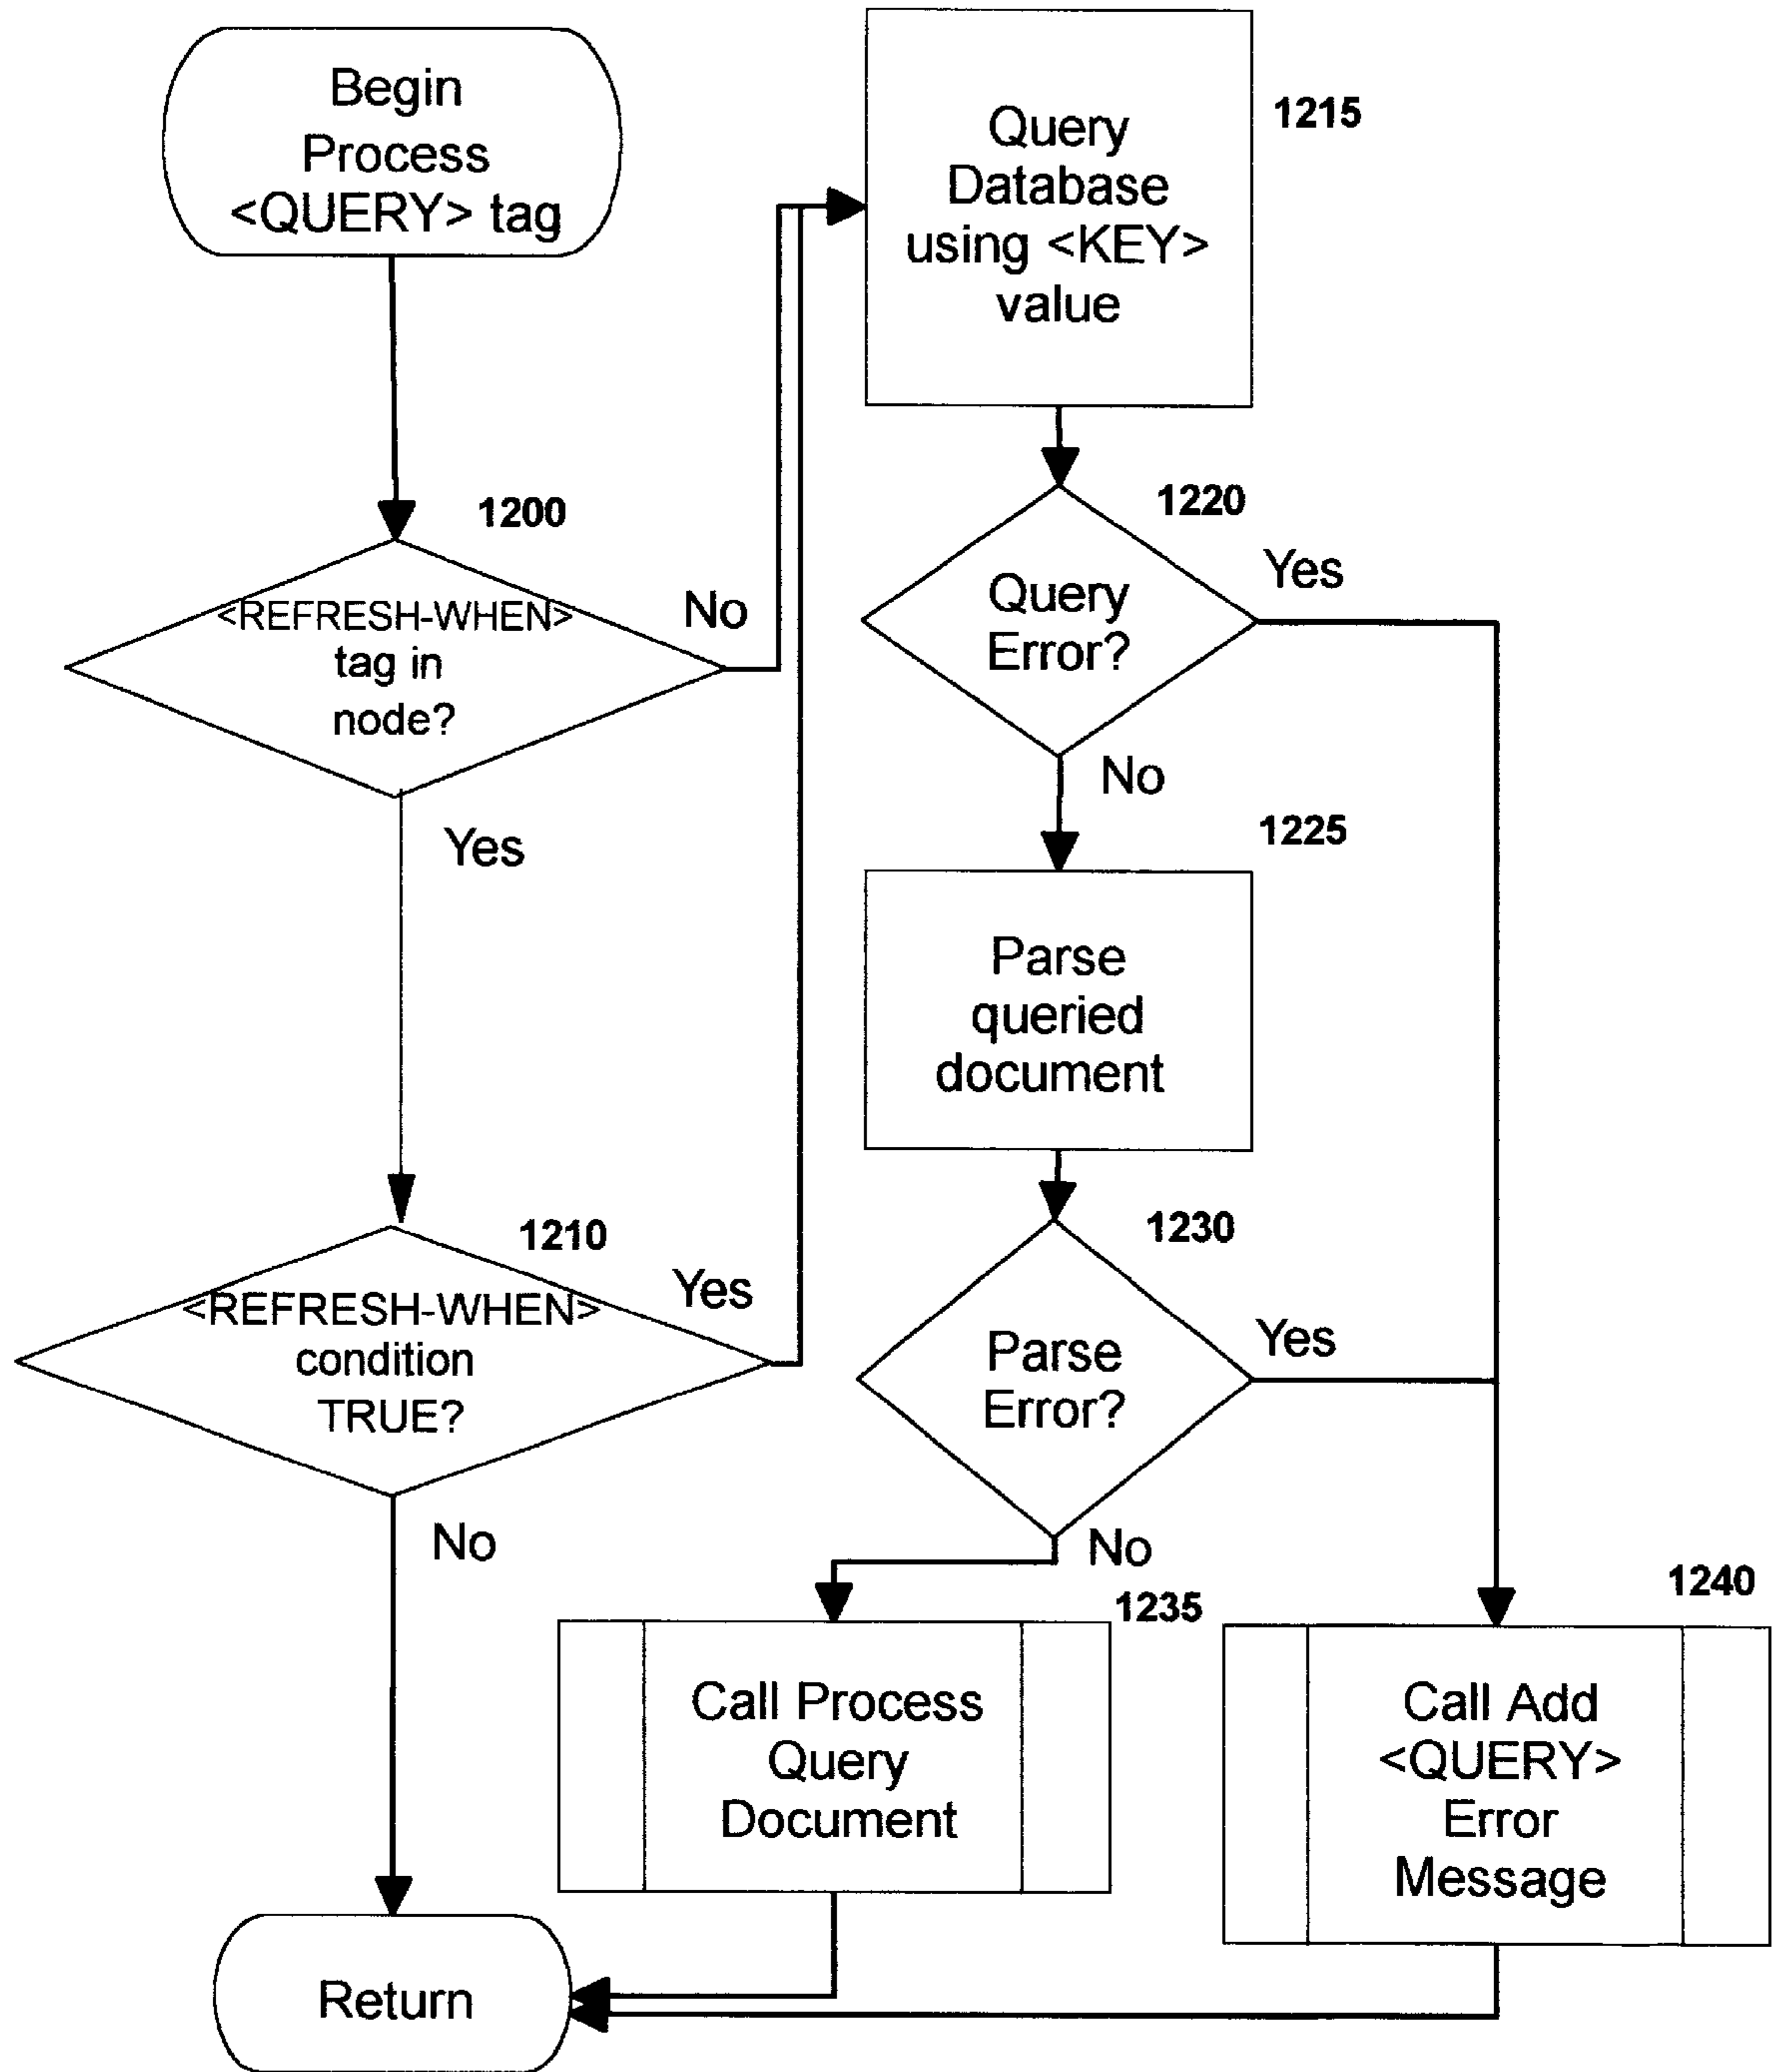 Begin
Process
<QUERY> tag
1200
<REFRESH-WHEN>
tag in
node?
No
Yes
1210
<REFRESH-WHEN>
condition
TRUE?
Yes
No
Return
Query
Database
using <KEY>
value
1215
1220
Query
Error?
Yes
No
1225
Parse
queried
document
1230
Parse
Error?
Yes
No
1235
Call Process
Query
Document
1240
Call Add
<QUERY>
Error
Message